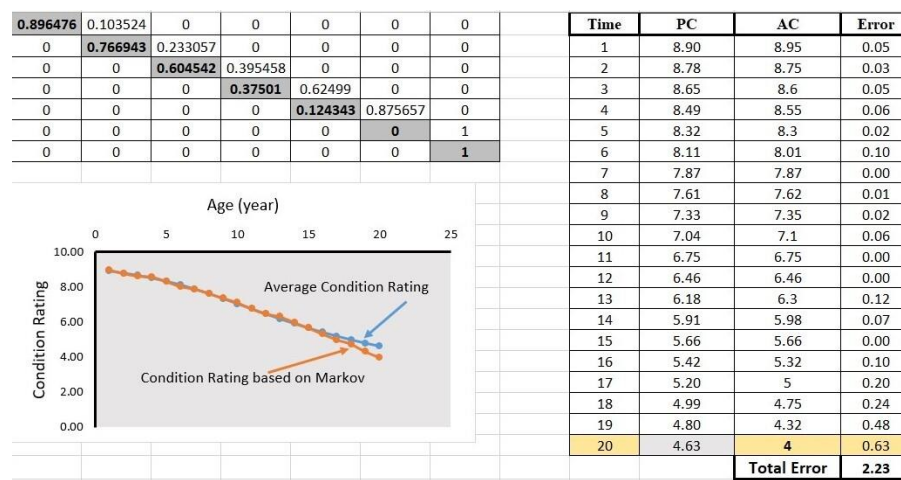 0.896476 0.103524 0 0 0 0 0
0 0.766943 0.233057 0 0 0 0
0 0 0.604542 0.395458 0 0 0
0 0 0 0.37501 0.62499 0 0
0 0 0 0 0.124343 0.875657 0
0 0 0 0 0 0 1
0 0 0 0 0 0 1
Age (year)
0 5 10 15 20 25
10.00
8.00
6.00
4.00
2.00
0.00
Condition Rating
Average Condition Rating
Condition Rating based on Markov
Time PC AC Error
1 8.90 8.95 0.05
2 8.78 8.75 0.03
3 8.65 8.6 0.05
4 8.49 8.55 0.06
5 8.32 8.3 0.02
6 8.11 8.01 0.10
7 7.87 7.87 0.00
8 7.61 7.62 0.01
9 7.33 7.35 0.02
10 7.04 7.1 0.06
11 6.75 6.75 0.00
12 6.46 6.46 0.00
13 6.18 6.3 0.12
14 5.91 5.98 0.07
15 5.66 5.66 0.00
16 5.42 5.32 0.10
17 5.20 5 0.20
18 4.99 4.75 0.24
19 4.80 4.32 0.48
20 4.63 4 0.63
Total Error 2.23